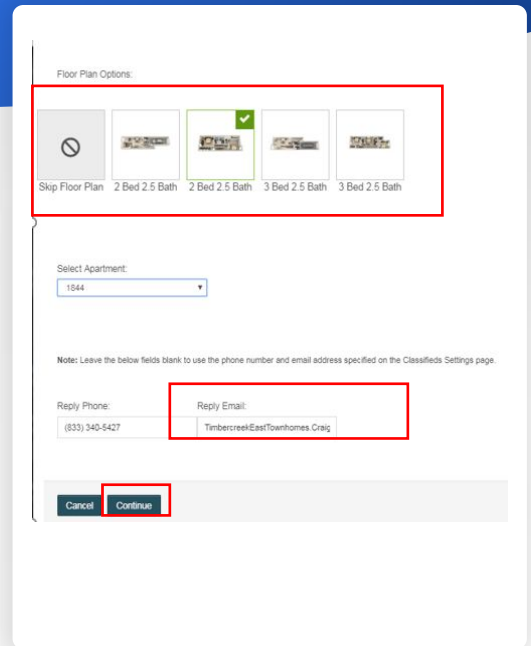 Floor Plan Options:
Skip Floor Plan 2 Bed 2.5 Bath 2 Bed 2.5 Bath 3 Bed 2.5 Bath 3 Bed 2.5 Bath
Select Apartment:
1844
Note: Leave the below fields blank to use the phone number and email address specified on the Classifieds Settings page.
Reply Phone: Reply Email:
(833) 340-5427 TimbercreekEastTownhomes.Craig
Cancel Continue